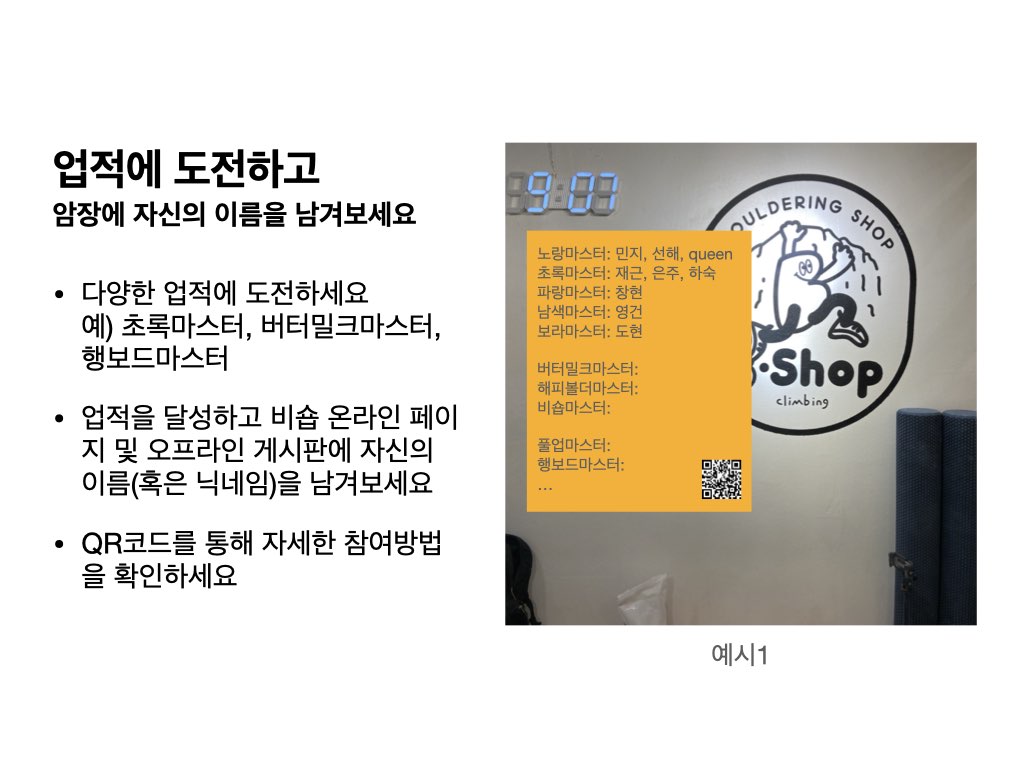 업적에 도전하고
암장에 자신의 이름을 남겨보세요
• 다양한 업적에 도전하세요
예) 초록마스터, 버터밀크마스터,
행보드마스터
• 업적을 달성하고 비숍 온라인 페이
지 및 오프라인 게시판에 자신의
이름(혹은 닉네임)을 남겨보세요
• QR코드를 통해 자세한 참여방법
을 확인하세요
9:07
OULDERING SHOP
노랑마스터: 민지, 선해, queen
초록마스터: 재근, 은주, 하숙
파랑마스터: 창현
남색마스터: 영건
보라마스터: 도현
버터밀크마스터:
해피볼더마스터:
비숍마스터:
풀업마스터:
행보드마스터:
...
·Shop
climbing
예시1